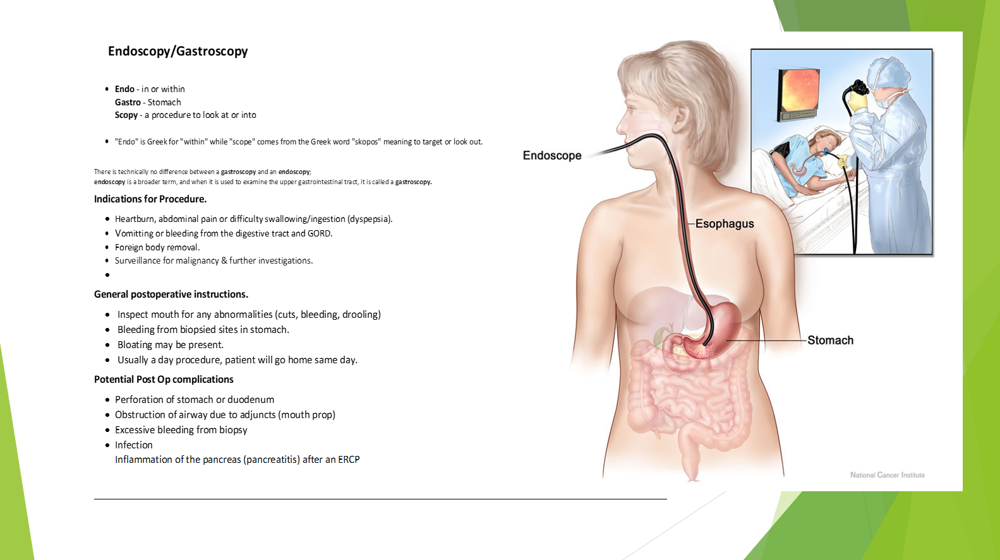 Endoscopy/Gastroscopy
• Endo - in or within
Gastro - Stomach
Scopy - a procedure to look at or into
• "Endo" is Greek for "within" while "scope" comes from the Greek word "skopos" meaning to target or look out.
There is technically no difference between a gastroscopy and an endoscopy;
endoscopy is a broader term, and when it is used to examine the upper gastrointestinal tract, it is called a gastroscopy.
Indications for Procedure.
• Heartburn, abdominal pain or difficulty swallowing/ingestion (dyspepsia).
• Vomitting or bleeding from the digestive tract and GORD.
• Foreign body removal.
• Surveillance for malignancy & further investigations.
•
General postoperative instructions.
• Inspect mouth for any abnormalities (cuts, bleeding, drooling)
• Bleeding from biopsied sites in stomach.
• Bloating may be present.
• Usually a day procedure, patient will go home same day.
Potential Post Op complications
• Perforation of stomach or duodenum
• Obstruction of airway due to adjuncts (mouth prop)
• Excessive bleeding from biopsy
• Infection
Inflammation of the pancreas (pancreatitis) after an ERCP
Endoscope
Esophagus
Stomach
National Cancer Institute